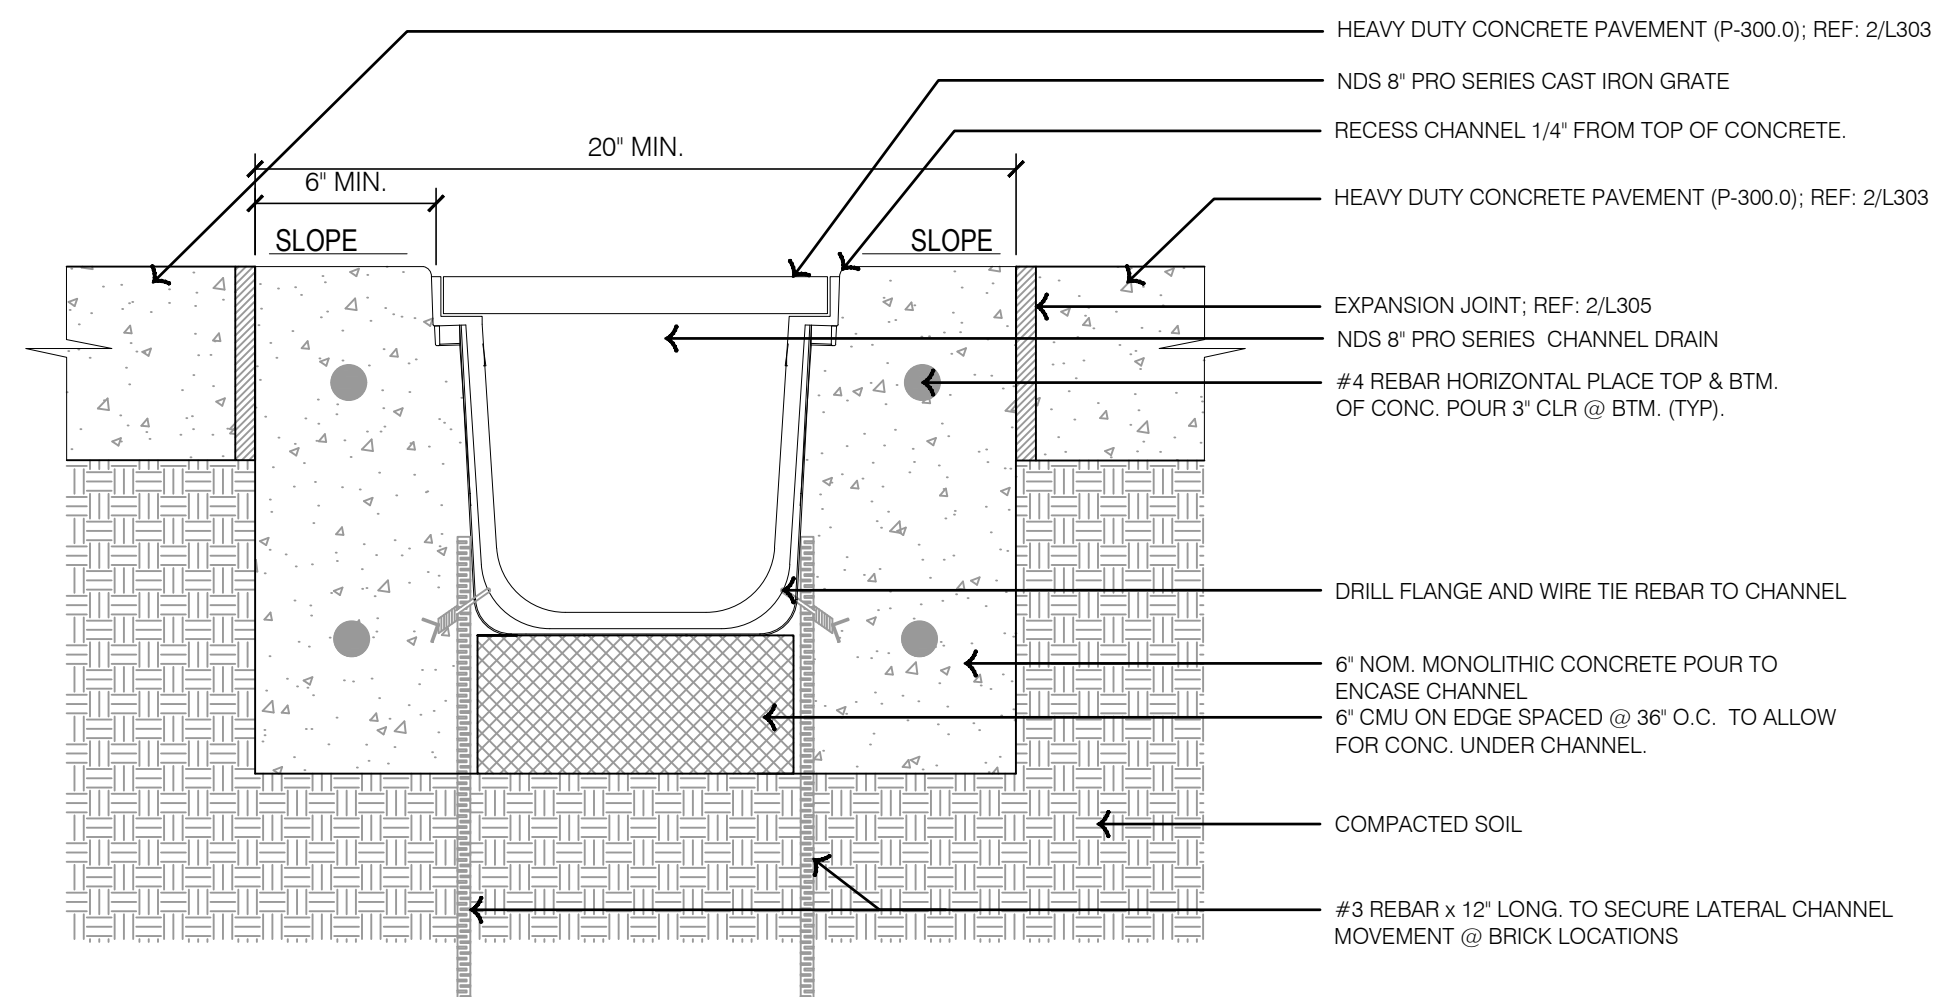 HEAVY DUTY CONCRETE PAVEMENT (P-300.0); REF: 2/L303
NDS 8" PRO SERIES CAST IRON GRATE
RECESS CHANNEL 1/4" FROM TOP OF CONCRETE.
20" MIN.
6" MIN.
HEAVY DUTY CONCRETE PAVEMENT (P-300.0); REF: 2/L303
SLOPE
SLOPE
EXPANSION JOINT; REF: 2/L305
NDS 8" PRO SERIES CHANNEL DRAIN
#4 REBAR HORIZONTAL PLACE TOP & BTM.
OF CONC. POUR 3" CLR @ BTM. (TYP).
DRILL FLANGE AND WIRE TIE REBAR TO CHANNEL
6" NOM. MONOLITHIC CONCRETE POUR TO
ENCASE CHANNEL
6" CMU ON EDGE SPACED @ 36" O.C. TO ALLOW
FOR CONC. UNDER CHANNEL.
COMPACTED SOIL
#3 REBAR x 12" LONG. TO SECURE LATERAL CHANNEL
MOVEMENT @ BRICK LOCATIONS